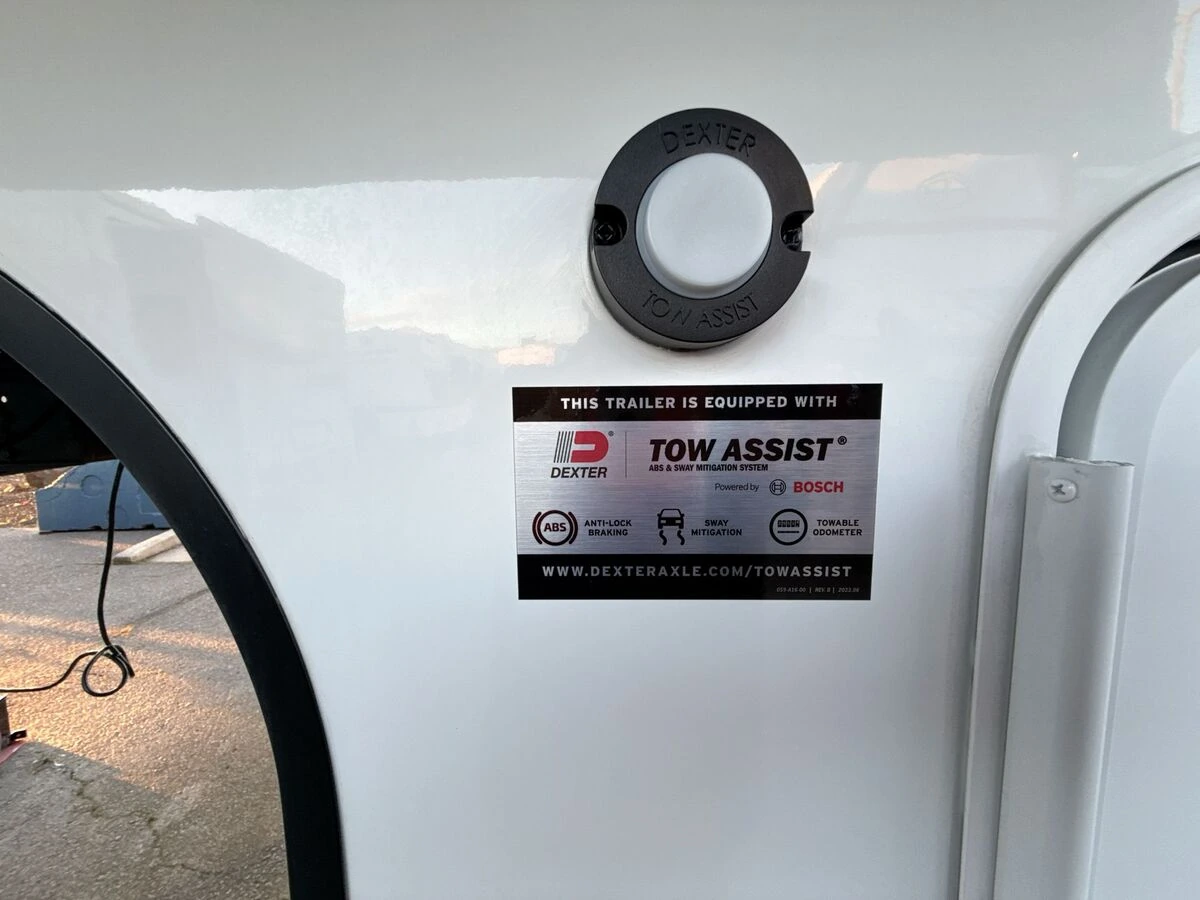 DEXTER
TOW ASSIST
THIS TRAILER IS EQUIPPED WITH
DEXTER®
TOW ASSIST®
ABS & SWAY MITIGATION SYSTEM
Powered by BOSCH
ABS
ANTI-LOCK
BRAKING
SWAY
MITIGATION
TOWABLE
ODOMETER
WWW.DEXTERAXLE.COM/TOWASSIST